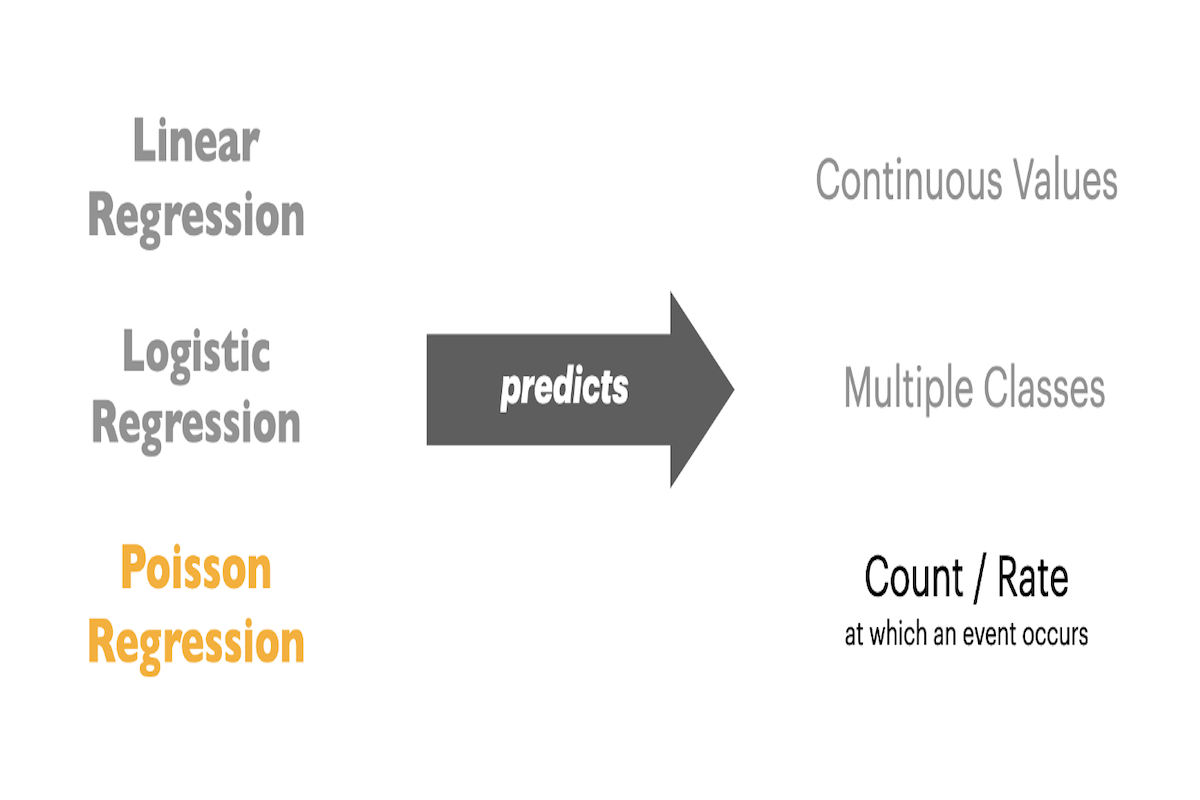 Linear
Regression
Continuous Values
Logistic
Regression
predicts
Multiple Classes
Poisson
Regression
Count / Rate
at which an event occurs